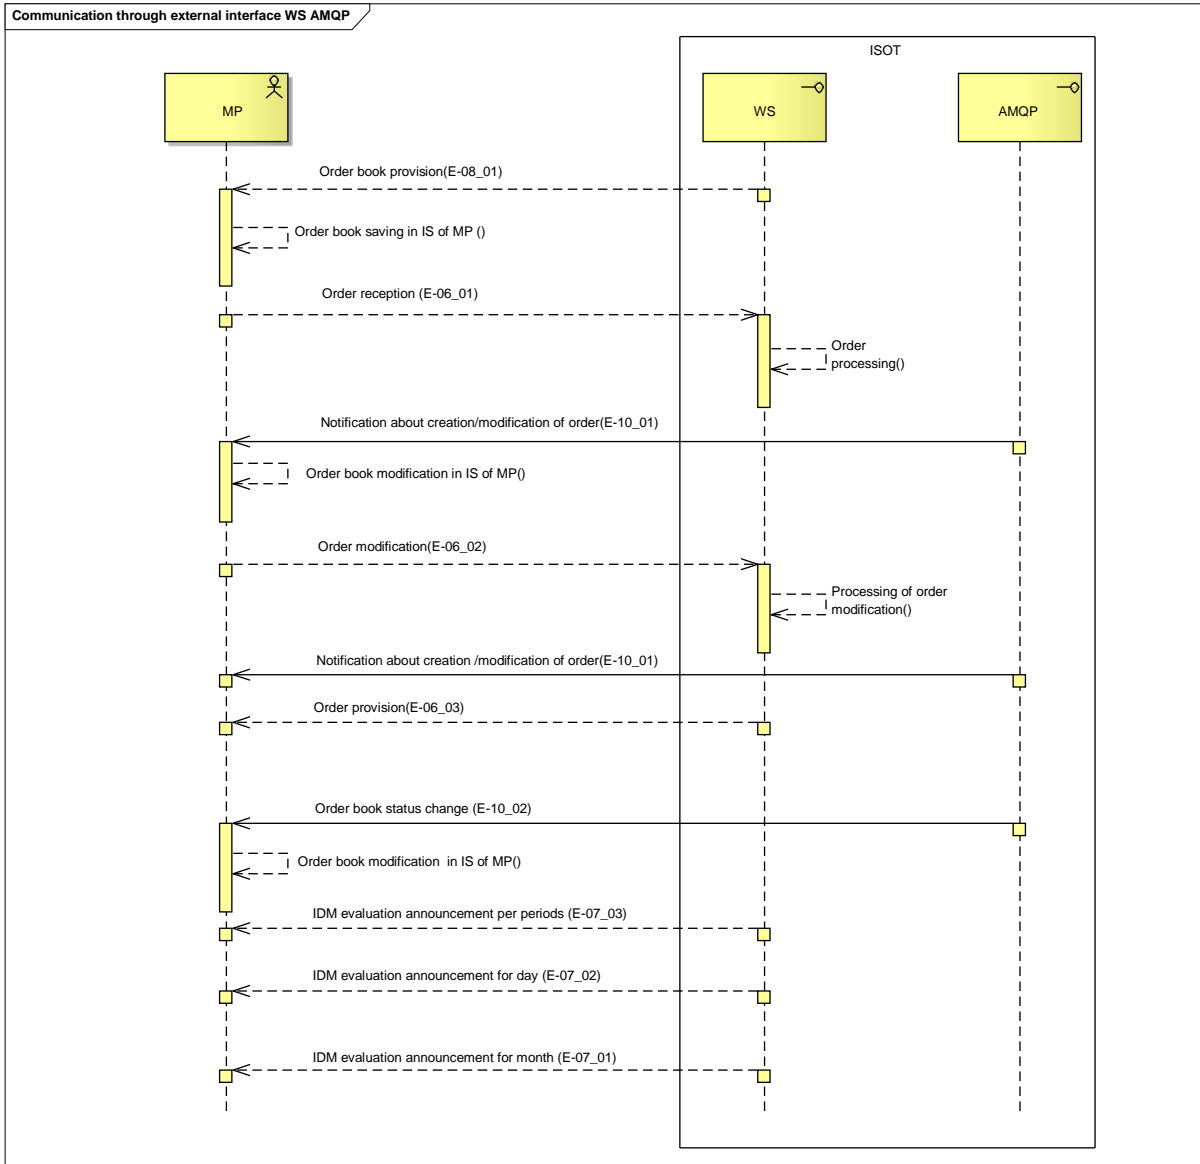 Communication through external interface WS AMQP
ISOT
MP
WS
AMQP
Order book provision(E-08_01)
Order book saving in IS of MP ()
Order reception (E-06_01)
Order
processing()
Notification about creation/modification of order(E-10_01)
Order book modification in IS of MP()
Order modification(E-06_02)
Processing of order
modification()
Notification about creation /modification of order(E-10_01)
Order provision(E-06_03)
Order book status change (E-10_02)
Order book modification  in IS of MP()
IDM evaluation announcement per periods (E-07_03)
IDM evaluation announcement for day (E-07_02)
IDM evaluation announcement for month (E-07_01)